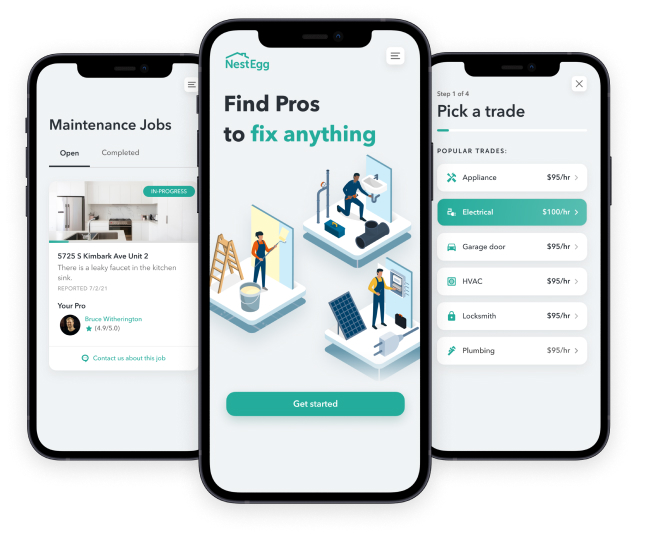 Maintenance Jobs
Open
Completed
IN-PROGRESS
5725 S Kimbark Ave Unit 2
There is a leaky faucet in the kitchen
sink.
REPORTED 7/2/21
Your Pro
Bruce Witherington
(4.9/5.0)
Contact us about this job
NestEgg
Find Pros
to fix anything
Get started
Step 1 of 4
Pick a trade
POPULAR TRADES:
Appliance $95/hr
Electrical $100/hr
Garage door $95/hr
HVAC $95/hr
Locksmith $95/hr
Plumbing $95/hr